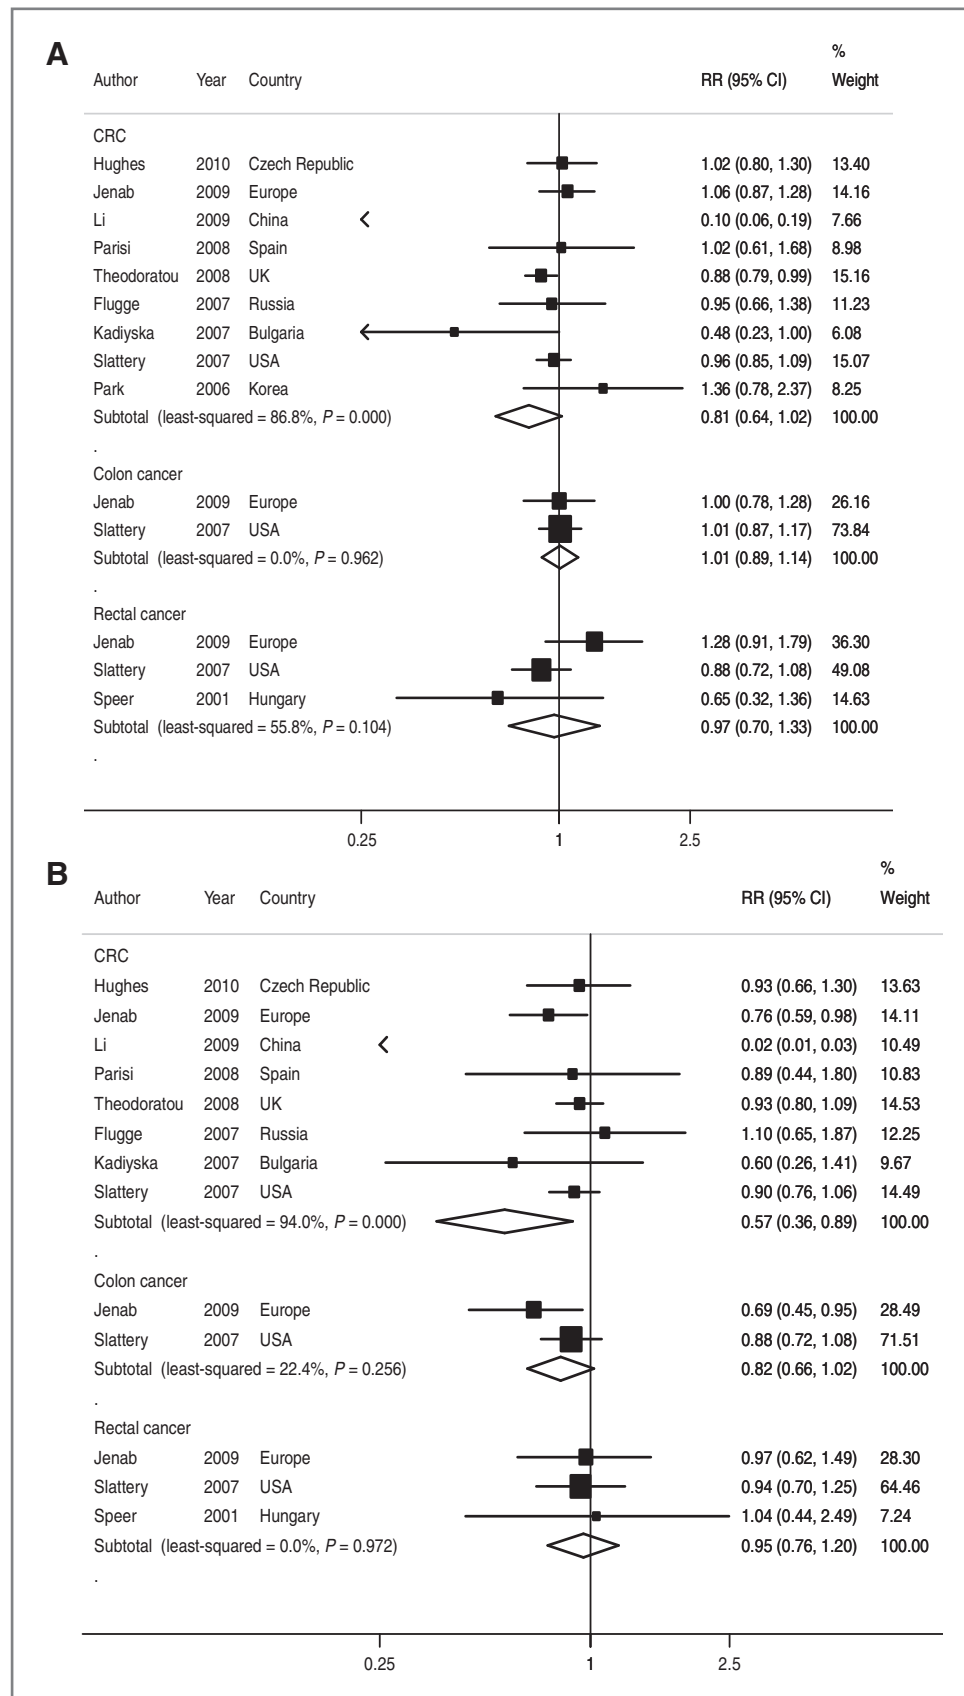 A
%
Author Year Country RR (95% CI) Weight
CRC
Hughes 2010 Czech Republic 1.02 (0.80, 1.30) 13.40
Jenab 2009 Europe 1.06 (0.87, 1.28) 14.16
Li 2009 China 0.10 (0.06, 0.19) 7.66
Parisi 2008 Spain 1.02 (0.61, 1.68) 8.98
Theodoratou 2008 UK 0.88 (0.79, 0.99) 15.16
Flugge 2007 Russia 0.95 (0.66, 1.38) 11.23
Kadiyska 2007 Bulgaria 0.48 (0.23, 1.00) 6.08
Slattery 2007 USA 0.96 (0.85, 1.09) 15.07
Park 2006 Korea 1.36 (0.78, 2.37) 8.25
Subtotal (least-squared = 86.8%, P = 0.000) 0.81 (0.64, 1.02) 100.00
.
Colon cancer
Jenab 2009 Europe 1.00 (0.78, 1.28) 26.16
Slattery 2007 USA 1.01 (0.87, 1.17) 73.84
Subtotal (least-squared = 0.0%, P = 0.962) 1.01 (0.89, 1.14) 100.00
.
Rectal cancer
Jenab 2009 Europe 1.28 (0.91, 1.79) 36.30
Slattery 2007 USA 0.88 (0.72, 1.08) 49.08
Speer 2001 Hungary 0.65 (0.32, 1.36) 14.63
Subtotal (least-squared = 55.8%, P = 0.104) 0.97 (0.70, 1.33) 100.00
.
0.25 1 2.5
B
%
Author Year Country RR (95% CI) Weight
CRC
Hughes 2010 Czech Republic 0.93 (0.66, 1.30) 13.63
Jenab 2009 Europe 0.76 (0.59, 0.98) 14.11
Li 2009 China 0.02 (0.01, 0.03) 10.49
Parisi 2008 Spain 0.89 (0.44, 1.80) 10.83
Theodoratou 2008 UK 0.93 (0.80, 1.09) 14.53
Flugge 2007 Russia 1.10 (0.65, 1.87) 12.25
Kadiyska 2007 Bulgaria 0.60 (0.26, 1.41) 9.67
Slattery 2007 USA 0.90 (0.76, 1.06) 14.49
Subtotal (least-squared = 94.0%, P = 0.000) 0.57 (0.36, 0.89) 100.00
.
Colon cancer
Jenab 2009 Europe 0.69 (0.45, 0.95) 28.49
Slattery 2007 USA 0.88 (0.72, 1.08) 71.51
Subtotal (least-squared = 22.4%, P = 0.256) 0.82 (0.66, 1.02) 100.00
.
Rectal cancer
Jenab 2009 Europe 0.97 (0.62, 1.49) 28.30
Slattery 2007 USA 0.94 (0.70, 1.25) 64.46
Speer 2001 Hungary 1.04 (0.44, 2.49) 7.24
Subtotal (least-squared = 0.0%, P = 0.972) 0.95 (0.76, 1.20) 100.00
.
0.25 1 2.5